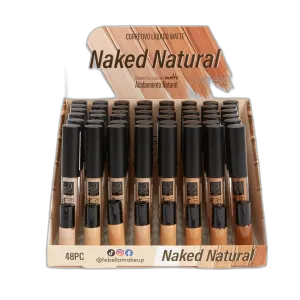 CORRETIVO LÍQUIDO MATTE
Naked Natural
Acabamento Natural
48PC
@febellamakeup
Naked Natural